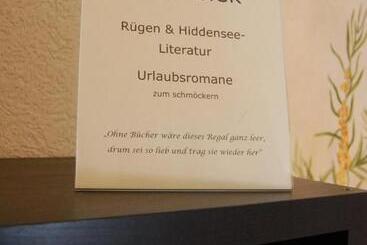 Rügen & Hiddensee-
Literatur
Urlaubsromane
zum schmöckern
„Ohne Bücher wäre dieses Regal ganz leer,
drum sei so lieb und trag sie wieder her“